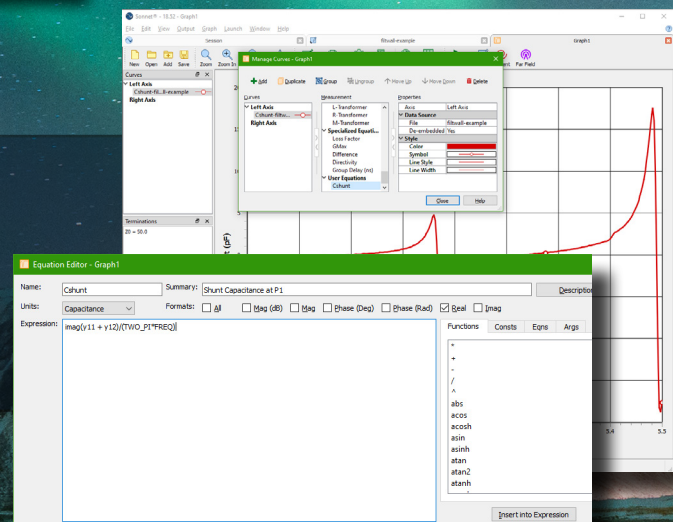 Sonnet® - 18.52 - Graph1
File Edit View Output Graph Launch Window Help
Session filtwall-example Graph1
New Open Add Save Zoom Zoom In Far Field
Curves
Left Axis
Cshunt-fil...ll-example
Right Axis
Terminations
Z0 = 50.0
Manage Curves - Graph1
Add Duplicate Group Ungroup Move Up Move Down Delete
Curves Measurement Properties
Left Axis
Cshunt-filtw...
Right Axis
L-Transformer
R-Transformer
M-Transformer
Specialized Equati...
Loss Factor
GMax
Difference
Directivity
Group Delay (ns)
User Equations
Cshunt
Axis Left Axis
Data Source
File filtwall-example
De-embedded Yes
Style
Color
Symbol
Line Style
Line Width
Close Help
5
(pF)
5.4 5.5
Equation Editor - Graph1
Name: Cshunt Summary: Shunt Capacitance at P1 Description
Units: Capacitance Formats: All Mag (dB) Mag Phase (Deg) Phase (Rad) Real Imag
Expression: imag(y11 + y12)/(TWO_PI*FREQ)
Functions Consts Eqns Args
*
+
-
/
^
abs
acos
acosh
asin
asinh
atan
atan2
atanh
Insert into Expression